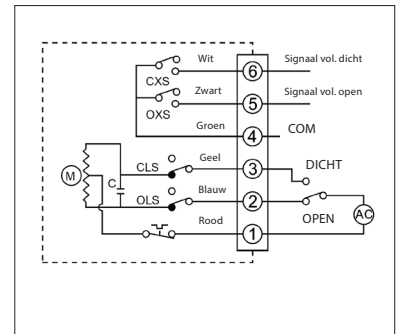 Wit 6 Signaal vol. dicht
CXS
Zwart 5 Signaal vol. open
OXS
Groen 4 COM
CLS Geel 3 DICHT
M C
OLS Blauw 2 OPEN
AC
Rood 1